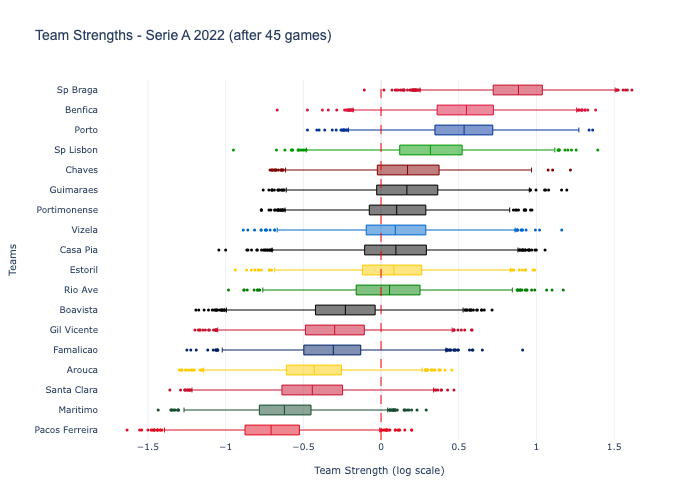 Team Strengths - Serie A 2022 (after 45 games)
Sp Braga
Benfica
Porto
Sp Lisbon
Chaves
Guimaraes
Portimonense
Vizela
Casa Pia
Estoril
Rio Ave
Boavista
Gil Vicente
Famalicao
Arouca
Santa Clara
Maritimo
Pacos Ferreira
Teams
−1.5 −1 −0.5 0 0.5 1 1.5
Team Strength (log scale)